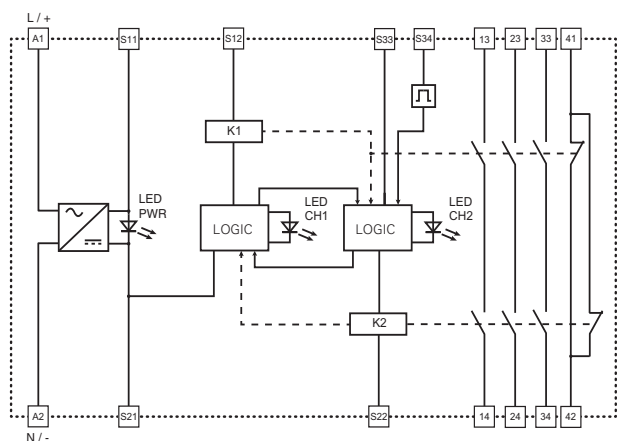 L / +
A1
S11
S12
S33
S34
13
23
33
41
K1
LED
PWR
LED
CH1
LED
CH2
LOGIC
LOGIC
K2
A2
S21
S22
14
24
34
42
N / -